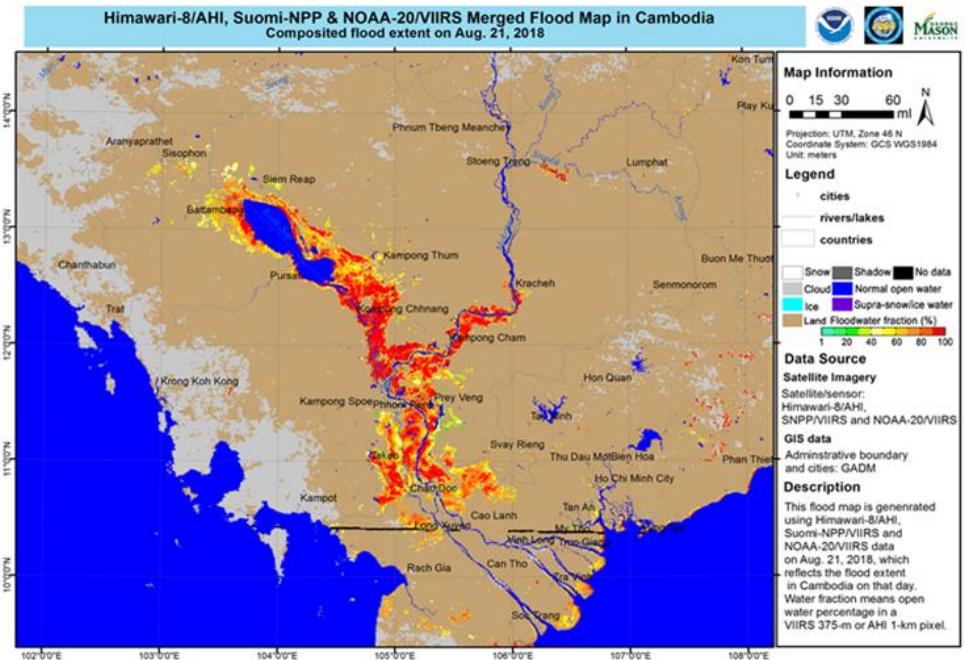 Himawari-8/AHI, Suomi-NPP & NOAA-20/VIIRS Merged Flood Map in Cambodia
Composited flood extent on Aug. 21, 2018
NOAA
GEORGE
MASON
UNIVERSITY
Kon Tum
Play Ku
Phnum Tbeng Meanchey
Aranyaprathet
Sisophon
Stoeng Treng
Lumphat
Siem Reap
Battambang
Kampong Thum
Buon Me Thuot
Chanthabun
Pursat
Kracheh
Senmonorom
Trat
Kampong Chhnang
Kampong Cham
Krong Koh Kong
Hon Quan
Kampong Spoe
Phnom Penh
Prey Veng
Tay Ninh
Svay Rieng
Takeo
Thu Dau Mot
Bien Hoa
Phan Thiet
Ho Chi Minh City
Chau Doc
Kampot
Cao Lanh
Tan An
Long Xuyen
My Tho
Vinh Long
Truc Giang
Rach Gia
Can Tho
Tra Vinh
Soc Trang
14°0'0"N
13°0'0"N
12°0'0"N
11°0'0"N
10°0'0"N
102°0'0"E
103°0'0"E
104°0'0"E
105°0'0"E
106°0'0"E
107°0'0"E
108°0'0"E
Map Information
N
0 15 30 60
ml
Projection: UTM, Zone 46 N
Coordinate System: GCS WGS1984
Unit: meters
Legend
cities
rivers/lakes
countries
Snow Shadow No data
Cloud Normal open water
Ice Supra-snow/ice water
Land Floodwater fraction (%)
1 20 40 60 80 100
Data Source
Satellite Imagery
Satellite/sensor:
Himawari-8/AHI,
SNPP/VIIRS and NOAA-20/VIIRS
GIS data
Adminstrative boundary
and cities: GADM
Description
This flood map is genenrated
using Himawari-8/AHI,
Suomi-NPP/VIIRS and
NOAA-20/VIIRS data
on Aug. 21, 2018, which
reflects the flood extent
in Cambodia on that day.
Water fraction means open
water percentage in a
VIIRS 375-m or AHI 1-km pixel.